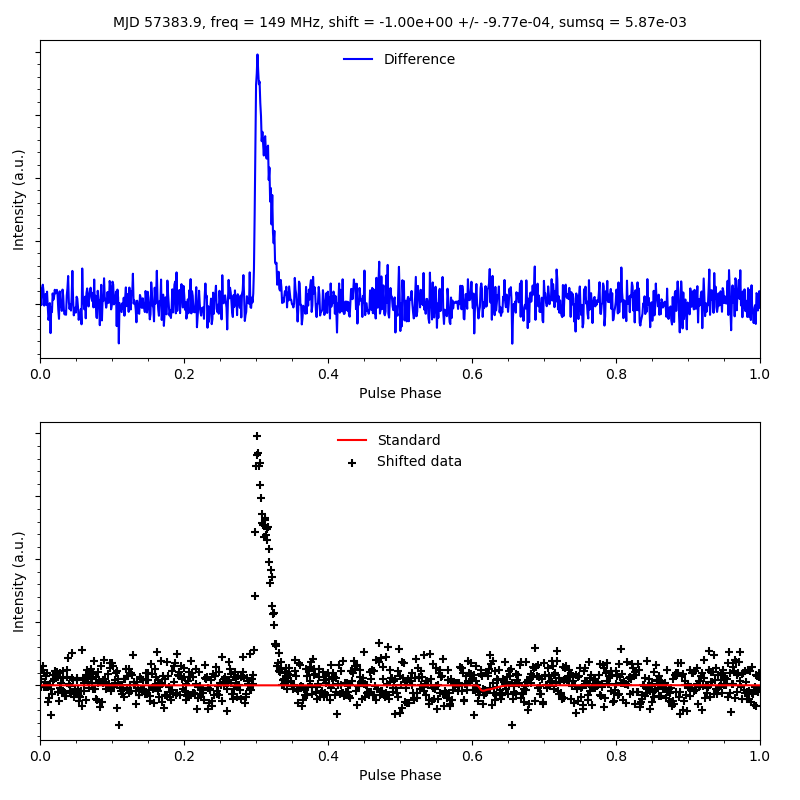 MJD 57383.9, freq = 149 MHz, shift = -1.00e+00 +/- -9.77e-04, sumsq = 5.87e-03
Difference
Intensity (a.u.)
0.0 0.2 0.4 0.6 0.8 1.0
Pulse Phase
Standard
Shifted data
Intensity (a.u.)
0.0 0.2 0.4 0.6 0.8 1.0
Pulse Phase